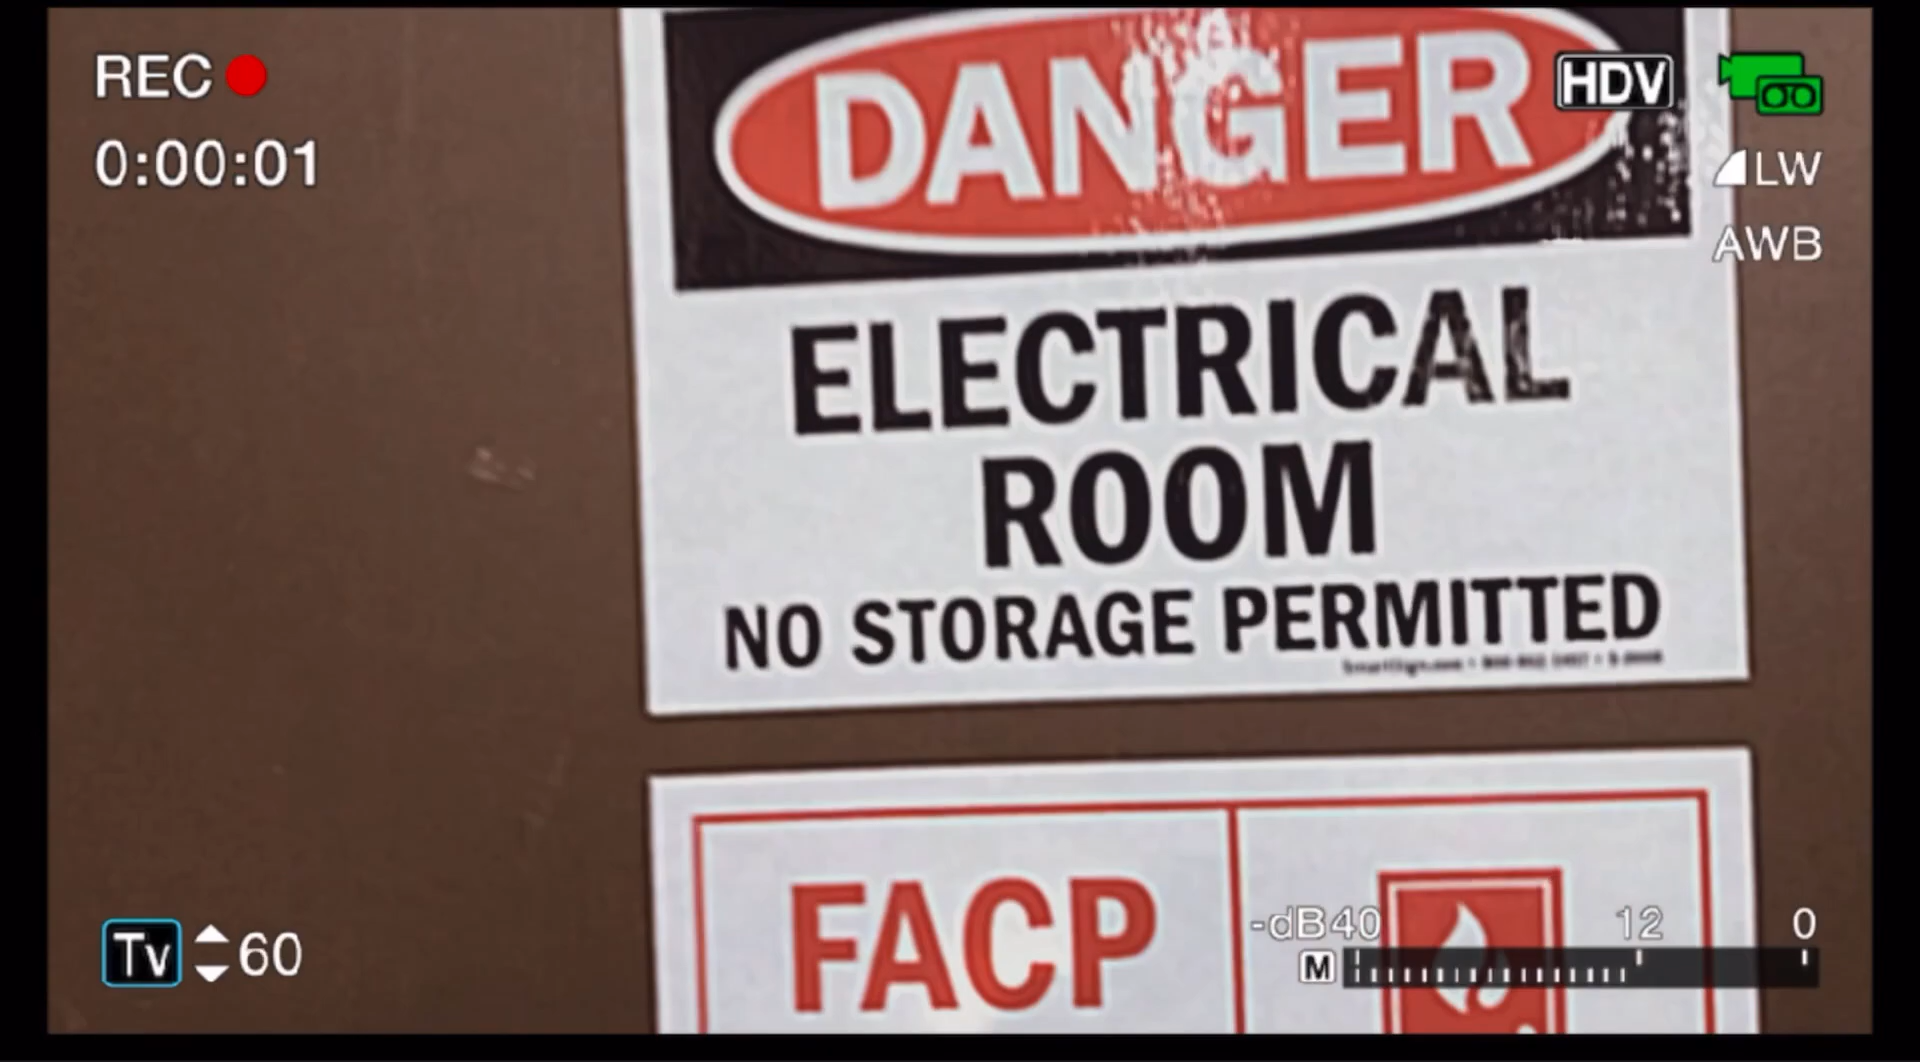 REC
0:00:01
HDV
LW
AWB
DANGER
ELECTRICAL
ROOM
NO STORAGE PERMITTED
FACP
Tv 60
-dB40 12 0
M